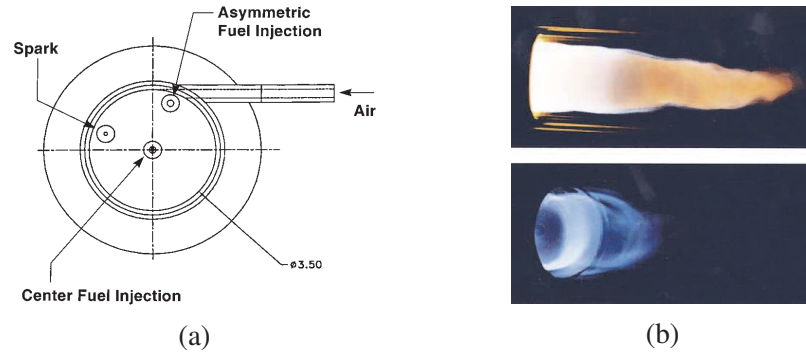 Asymmetric
Fuel Injection
Spark
Air
ø3.50
Center Fuel Injection
(a)
(b)